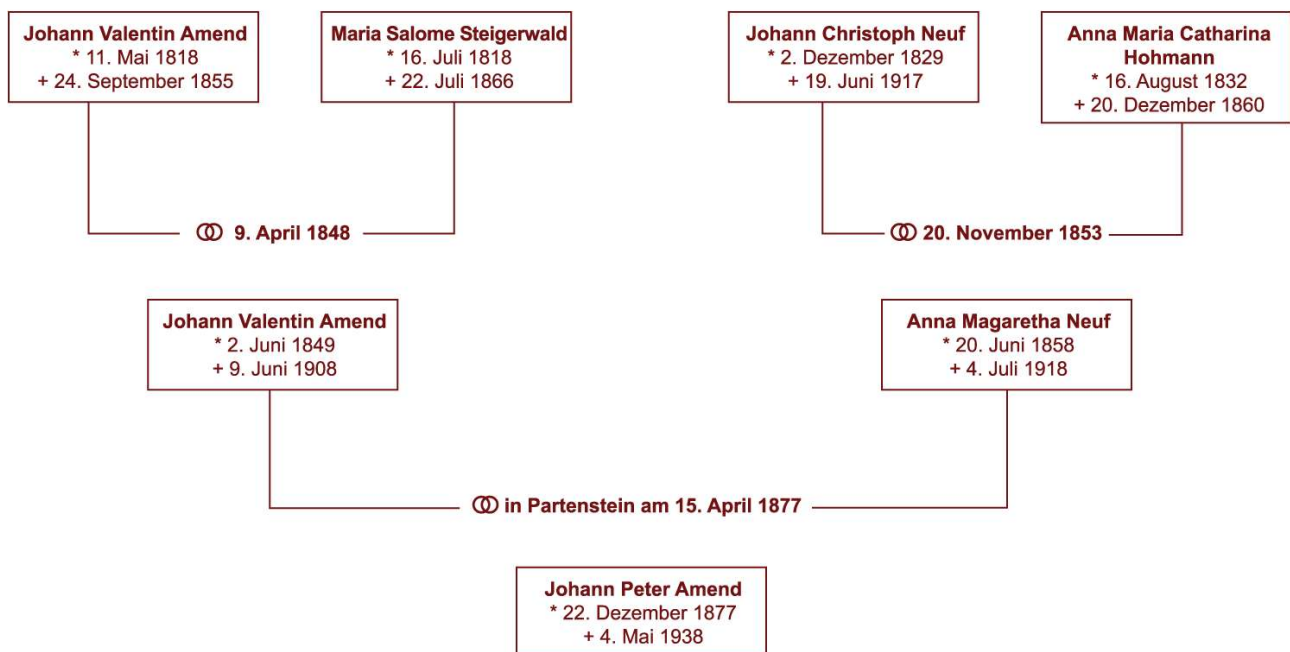 Johann Valentin Amend
* 11. Mai 1818
+ 24. September 1855
Maria Salome Steigerwald
* 16. Juli 1818
+ 22. Juli 1866
Johann Christoph Neuf
* 2. Dezember 1829
+ 19. Juni 1917
Anna Maria Catharina
Hohmann
* 16. August 1832
+ 20. Dezember 1860
9. April 1848
20. November 1853
Johann Valentin Amend
* 2. Juni 1849
+ 9. Juni 1908
Anna Magaretha Neuf
* 20. Juni 1858
+ 4. Juli 1918
in Partenstein am 15. April 1877
Johann Peter Amend
* 22. Dezember 1877
+ 4. Mai 1938